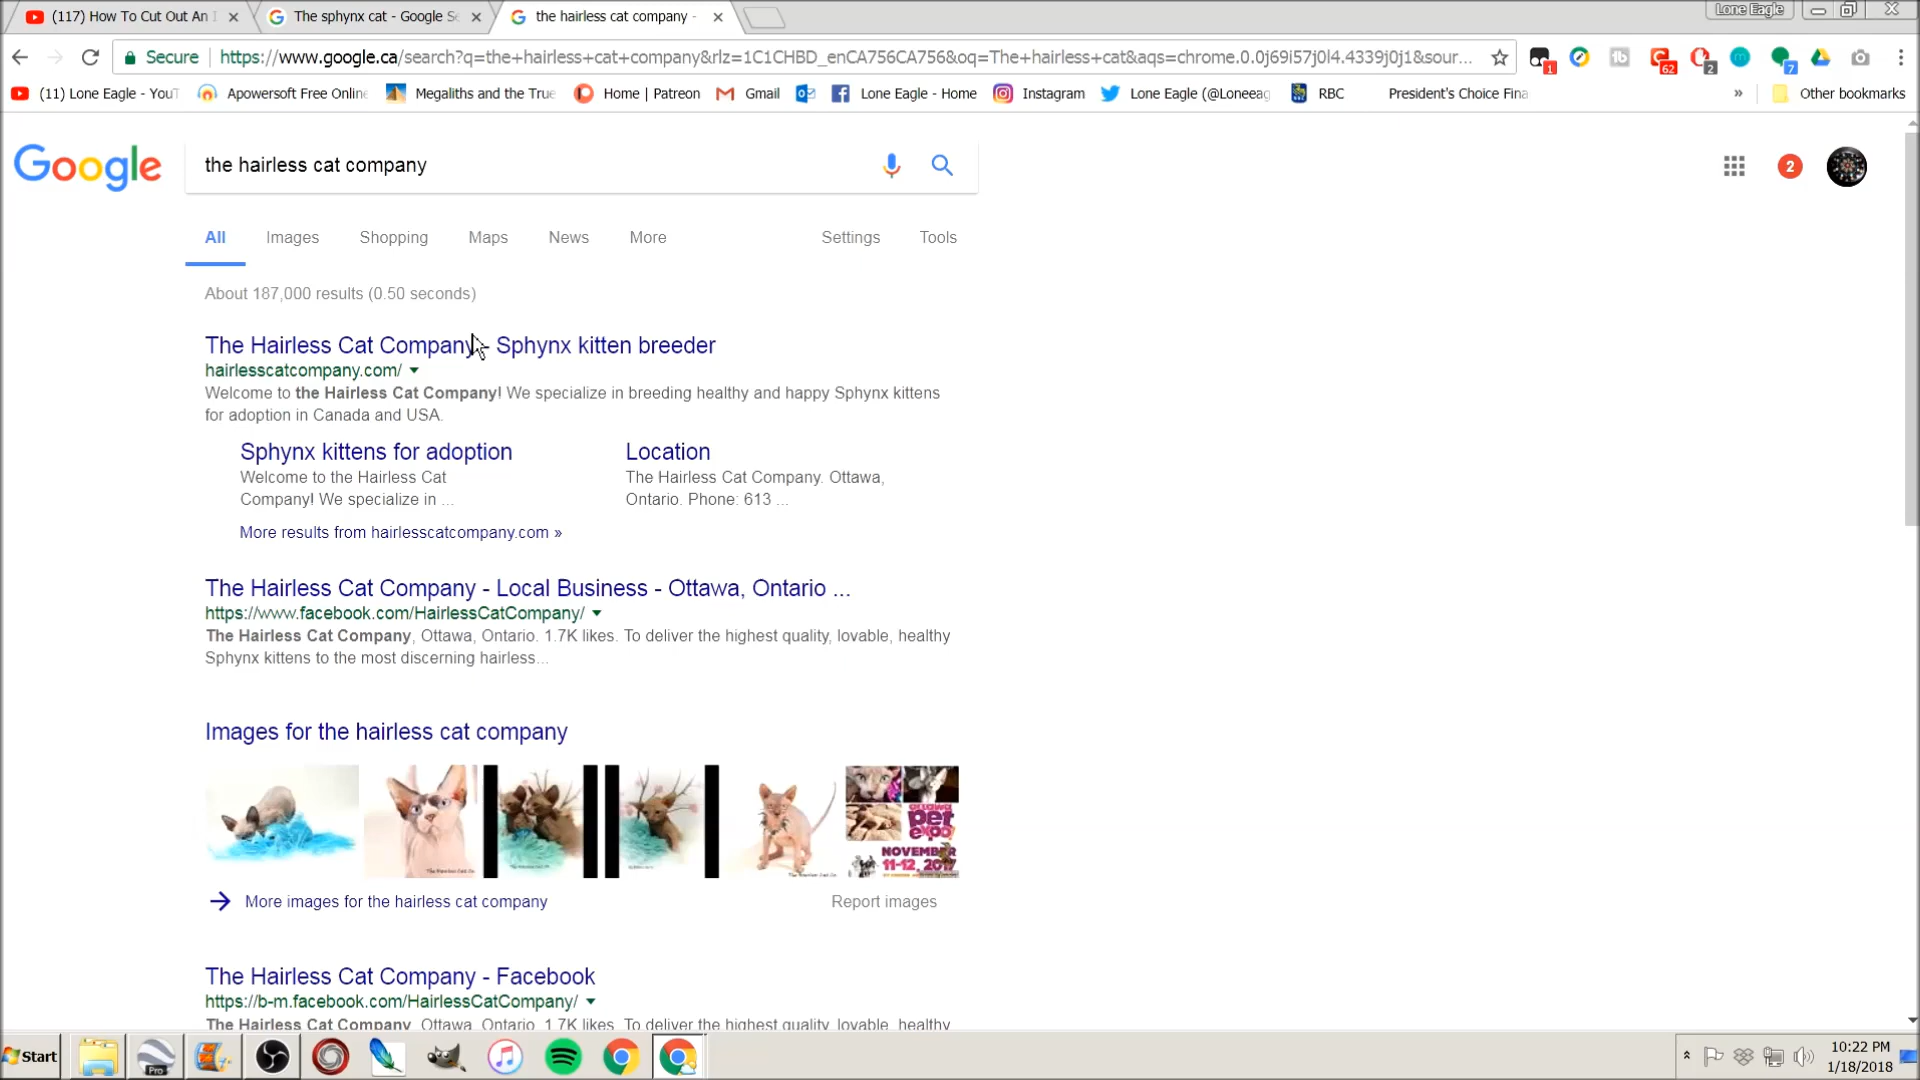 (117) How To Cut Out An I
The sphynx cat - Google Se
the hairless cat company -
Lone Eagle
Secure
https://www.google.ca/search?q=the+hairless+cat+company&rlz=1C1CHBD_enCA756CA756&oq=The+hairless+cat&aqs=chrome.0.0j69i57j0l4.4339j0j1&sour...
1
62
2
7
(11) Lone Eagle - YouT
Apowersoft Free Online
Megaliths and the True
Home | Patreon
Gmail
Lone Eagle - Home
Instagram
Lone Eagle (@Loneeag
RBC
President's Choice Fina
»
Other bookmarks
Google
the hairless cat company
2
All
Images
Shopping
Maps
News
More
Settings
Tools
About 187,000 results (0.50 seconds)
The Hairless Cat Company - Sphynx kitten breeder
hairlesscatcompany.com/
Welcome to the Hairless Cat Company! We specialize in breeding healthy and happy Sphynx kittens
for adoption in Canada and USA.
Sphynx kittens for adoption
Welcome to the Hairless Cat
Company! We specialize in ...
Location
The Hairless Cat Company. Ottawa,
Ontario. Phone: 613 ...
More results from hairlesscatcompany.com »
The Hairless Cat Company - Local Business - Ottawa, Ontario ...
https://www.facebook.com/HairlessCatCompany/
The Hairless Cat Company, Ottawa, Ontario. 1.7K likes. To deliver the highest quality, lovable, healthy
Sphynx kittens to the most discerning hairless...
Images for the hairless cat company
OTTAWA
PET
EXPO
NOVEMBER
11-12, 2017
More images for the hairless cat company
Report images
The Hairless Cat Company - Facebook
https://b-m.facebook.com/HairlessCatCompany/
The Hairless Cat Company, Ottawa, Ontario. 1.7K likes. To deliver the highest quality, lovable, healthy
Start
Pro
10:22 PM
1/18/2018